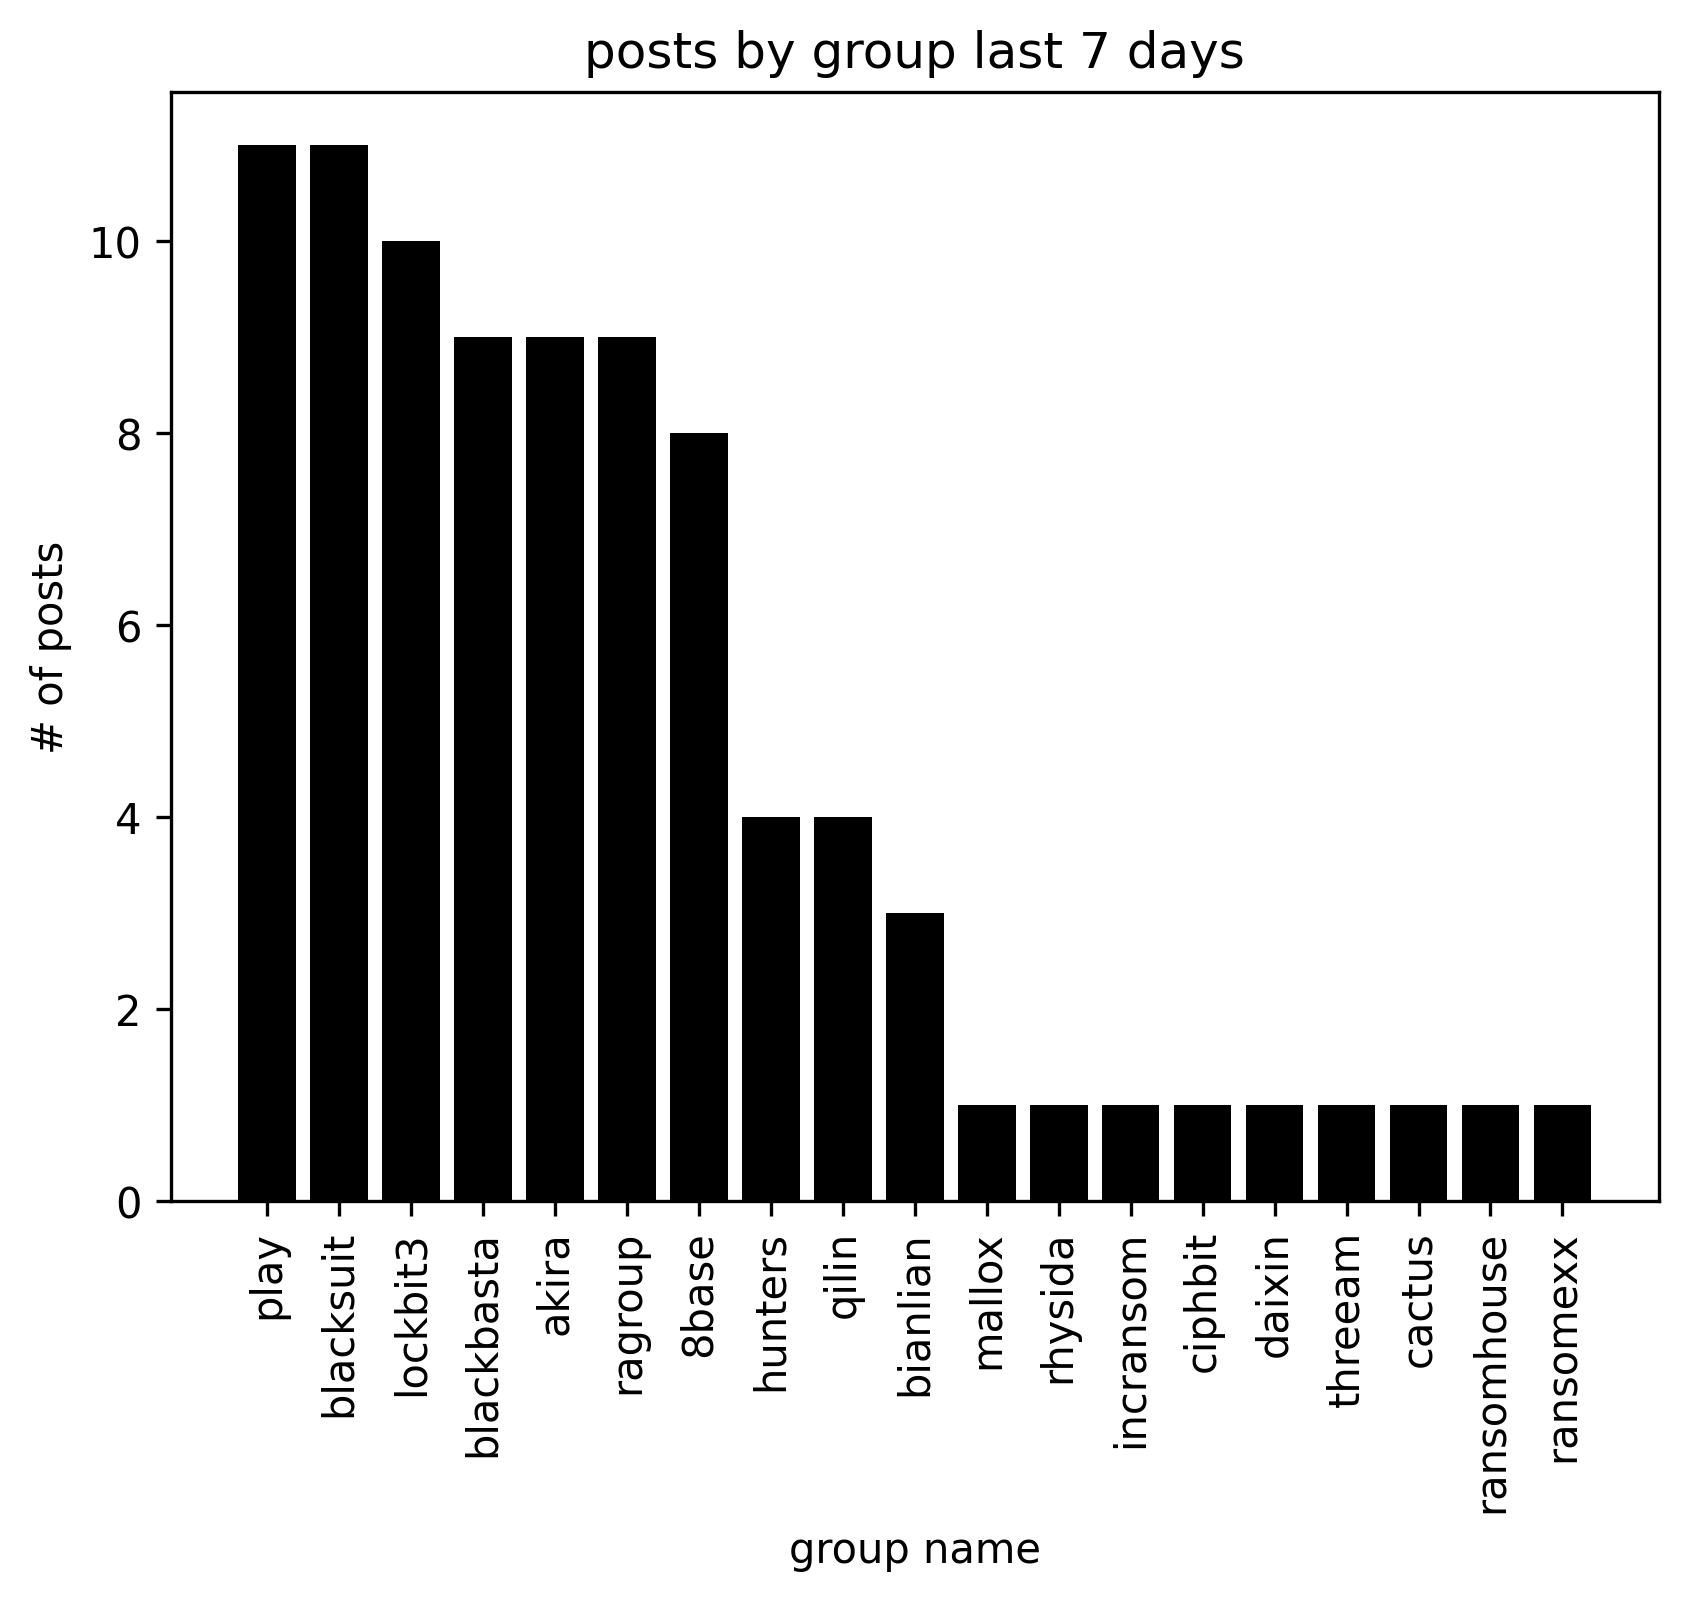 posts by group last 7 days
# of posts
10
8
6
4
2
0
play
blacksuit
lockbit3
blackbasta
akira
ragroup
8base
hunters
qilin
bianlian
mallox
rhysida
incransom
ciphbit
daixin
threeam
cactus
ransomhouse
ransomexx
group name